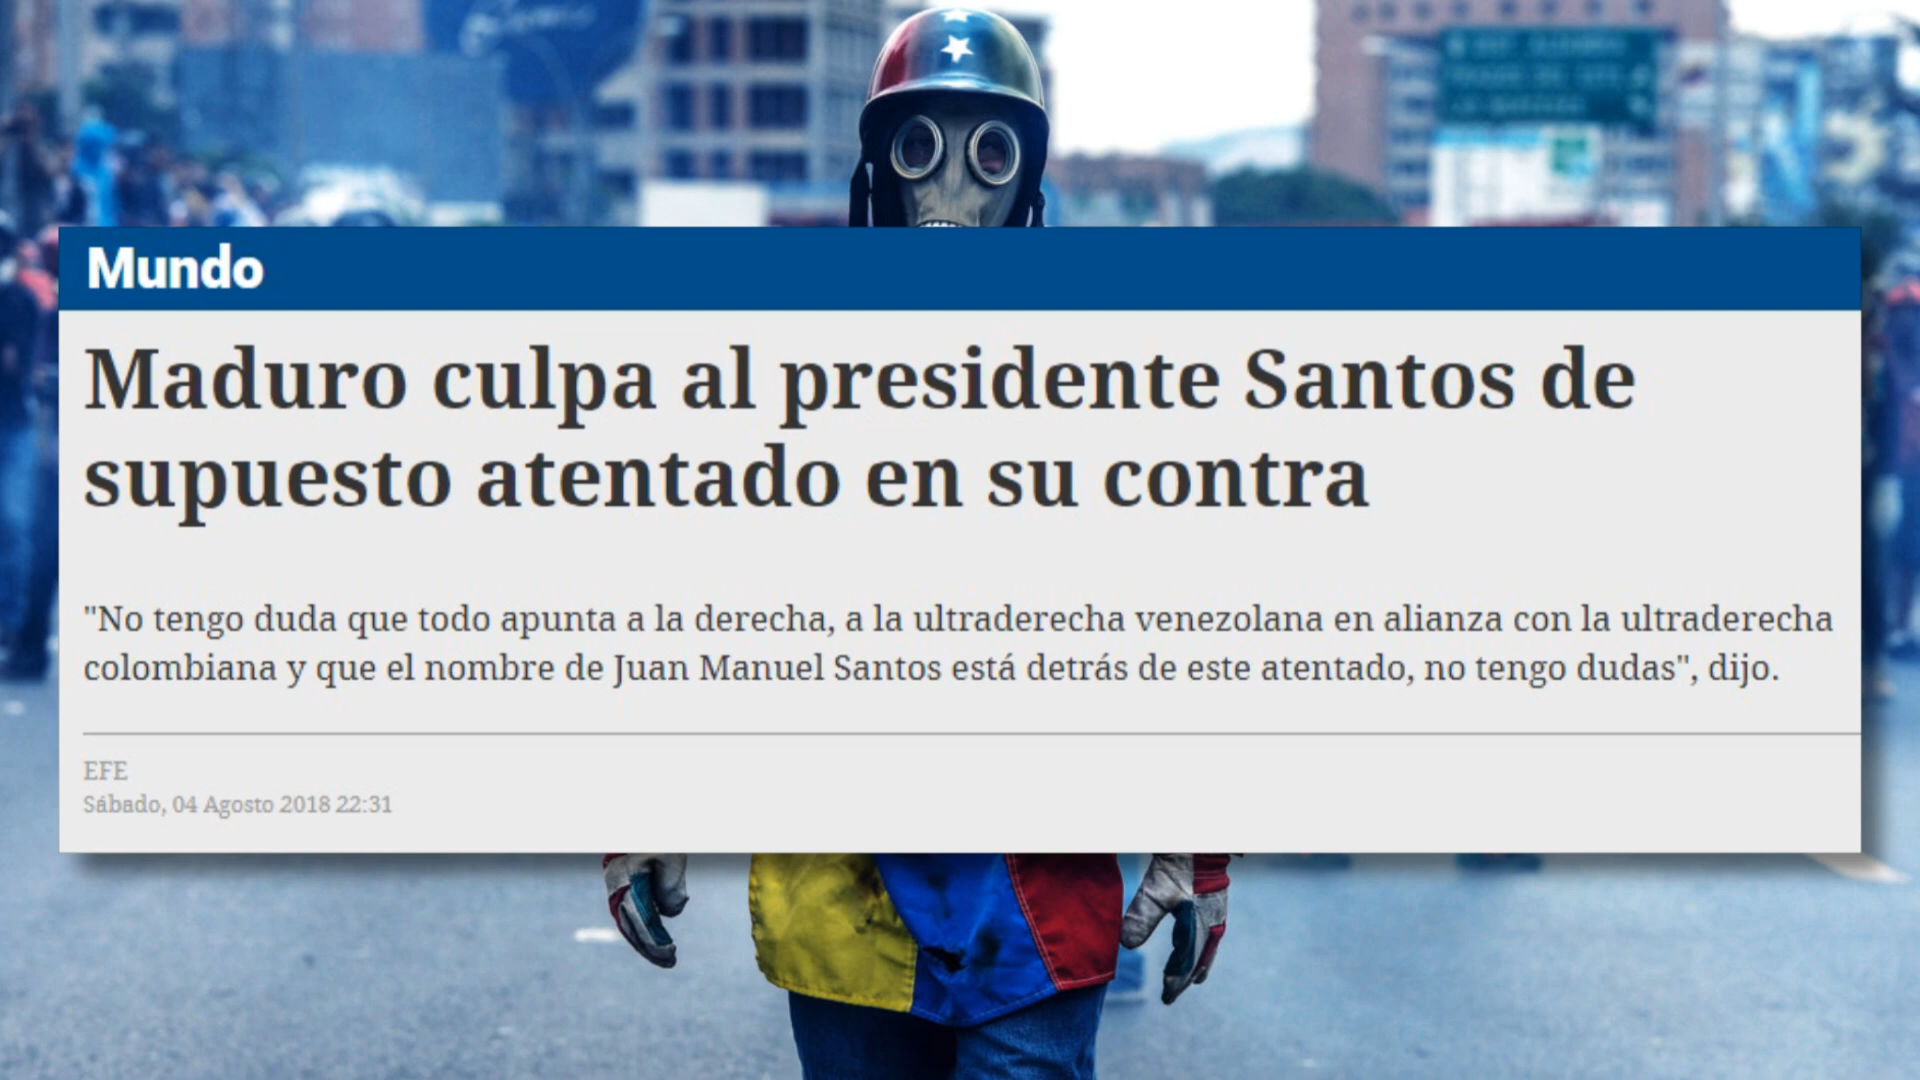 Mundo
Maduro culpa al presidente Santos de
supuesto atentado en su contra
"No tengo duda que todo apunta a la derecha, a la ultraderecha venezolana en alianza con la ultraderecha
colombiana y que el nombre de Juan Manuel Santos está detrás de este atentado, no tengo dudas", dijo.
EFE
Sábado, 04 Agosto 2018 22:31